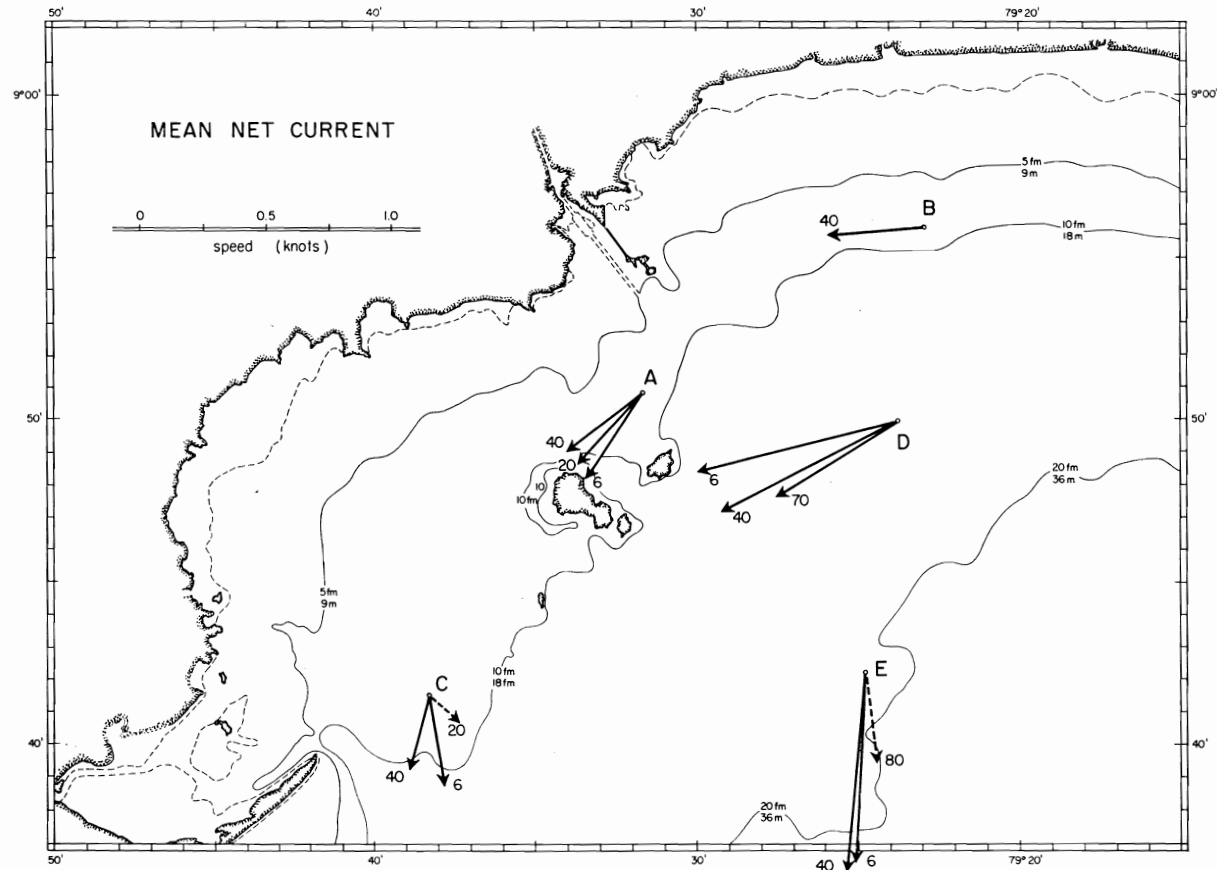 50' 40' 30' 79° 20'
9° 00' 9° 00'
MEAN NET CURRENT
0 0.5 1.0
speed (knots)
5 fm
9 m
B
40
10 fm
18 m
A
50' 50'
40
20
6
D
6
40
70
10
10 fm
20 fm
36 m
5 fm
9 m
10 fm
18 fm
C
20
40
6
E
80
40' 40'
20 fm
36 m
40 6
50' 40' 30' 79° 20'